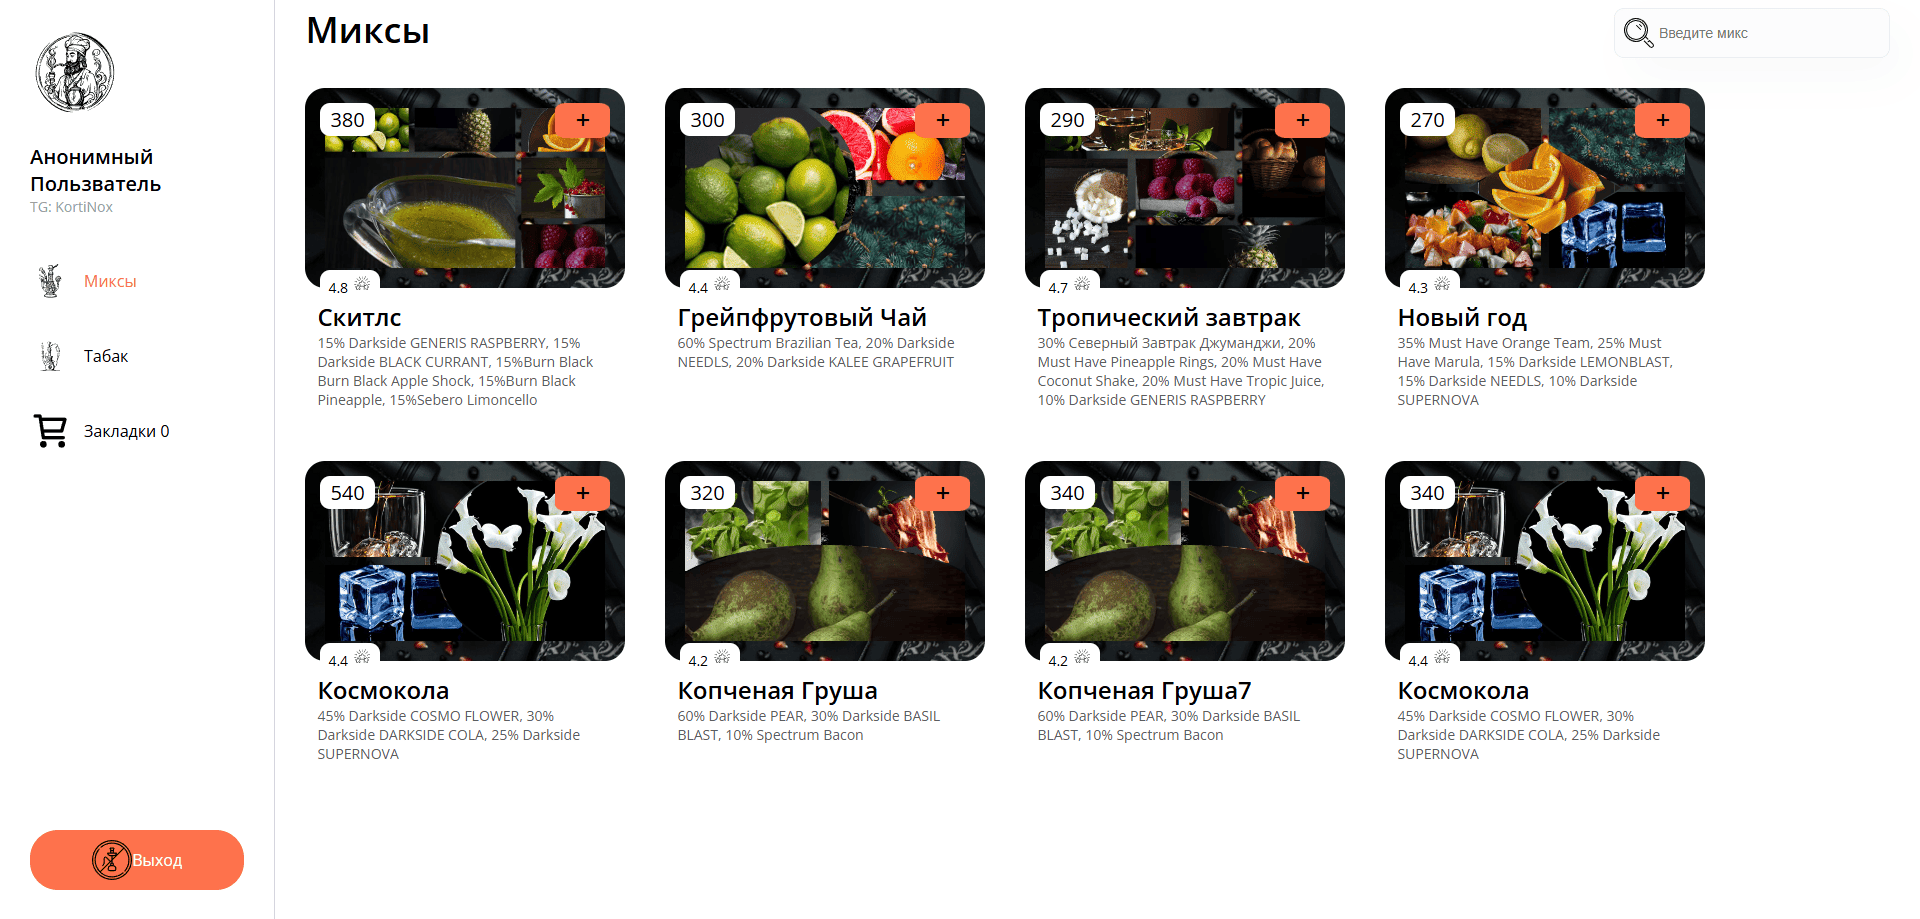 Анонимный
Пользватель
TG: KortiNox
Миксы
Табак
Закладки 0
Выход
Миксы
Введите микс
380
+
4.8
Скитлс
15% Darkside GENERIS RASPBERRY, 15%
Darkside BLACK CURRANT, 15%Burn Black
Burn Black Apple Shock, 15%Burn Black
Pineapple, 15%Sebero Limoncello
300
+
4.4
Грейпфрутовый Чай
60% Spectrum Brazilian Tea, 20% Darkside
NEEDLS, 20% Darkside KALEE GRAPEFRUIT
290
+
4.7
Тропический завтрак
30% Северный Завтрак Джуманджи, 20%
Must Have Pineapple Rings, 20% Must Have
Coconut Shake, 20% Must Have Tropic Juice,
10% Darkside GENERIS RASPBERRY
270
+
4.3
Новый год
35% Must Have Orange Team, 25% Must
Have Marula, 15% Darkside LEMONBLAST,
15% Darkside NEEDLS, 10% Darkside
SUPERNOVA
540
+
4.4
Космокола
45% Darkside COSMO FLOWER, 30%
Darkside DARKSIDE COLA, 25% Darkside
SUPERNOVA
320
+
4.2
Копченая Груша
60% Darkside PEAR, 30% Darkside BASIL
BLAST, 10% Spectrum Bacon
340
+
4.2
Копченая Груша7
60% Darkside PEAR, 30% Darkside BASIL
BLAST, 10% Spectrum Bacon
340
+
4.4
Космокола
45% Darkside COSMO FLOWER, 30%
Darkside DARKSIDE COLA, 25% Darkside
SUPERNOVA